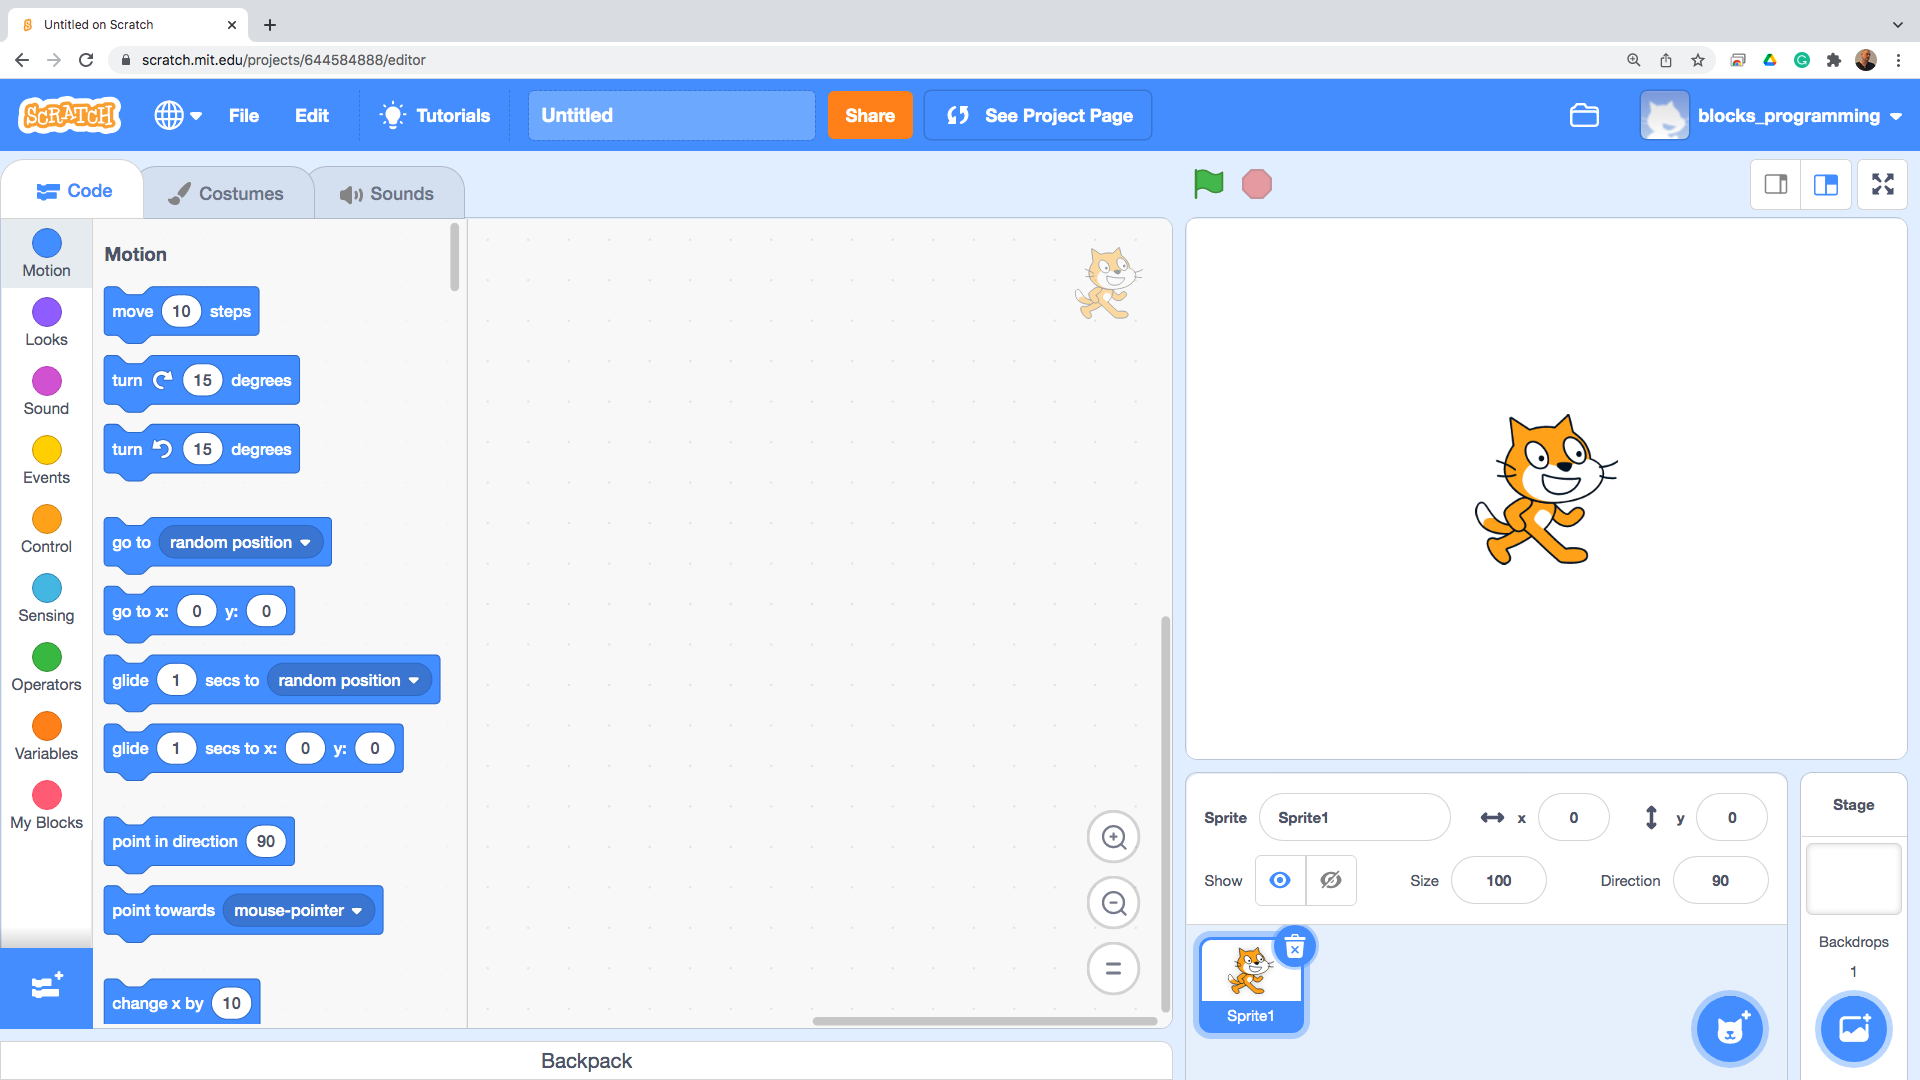 Untitled on Scratch
scratch.mit.edu/projects/644584888/editor
SCRATCH
File
Edit
Tutorials
Untitled
Share
See Project Page
blocks_programming
Code
Costumes
Sounds
Motion
Looks
Sound
Events
Control
Sensing
Operators
Variables
My Blocks
Motion
move 10 steps
turn 15 degrees
turn 15 degrees
go to random position
go to x: 0 y: 0
glide 1 secs to random position
glide 1 secs to x: 0 y: 0
point in direction 90
point towards mouse-pointer
change x by 10
Backpack
Sprite Sprite1 x 0 y 0
Show Size 100 Direction 90
Sprite1
Stage
Backdrops
1